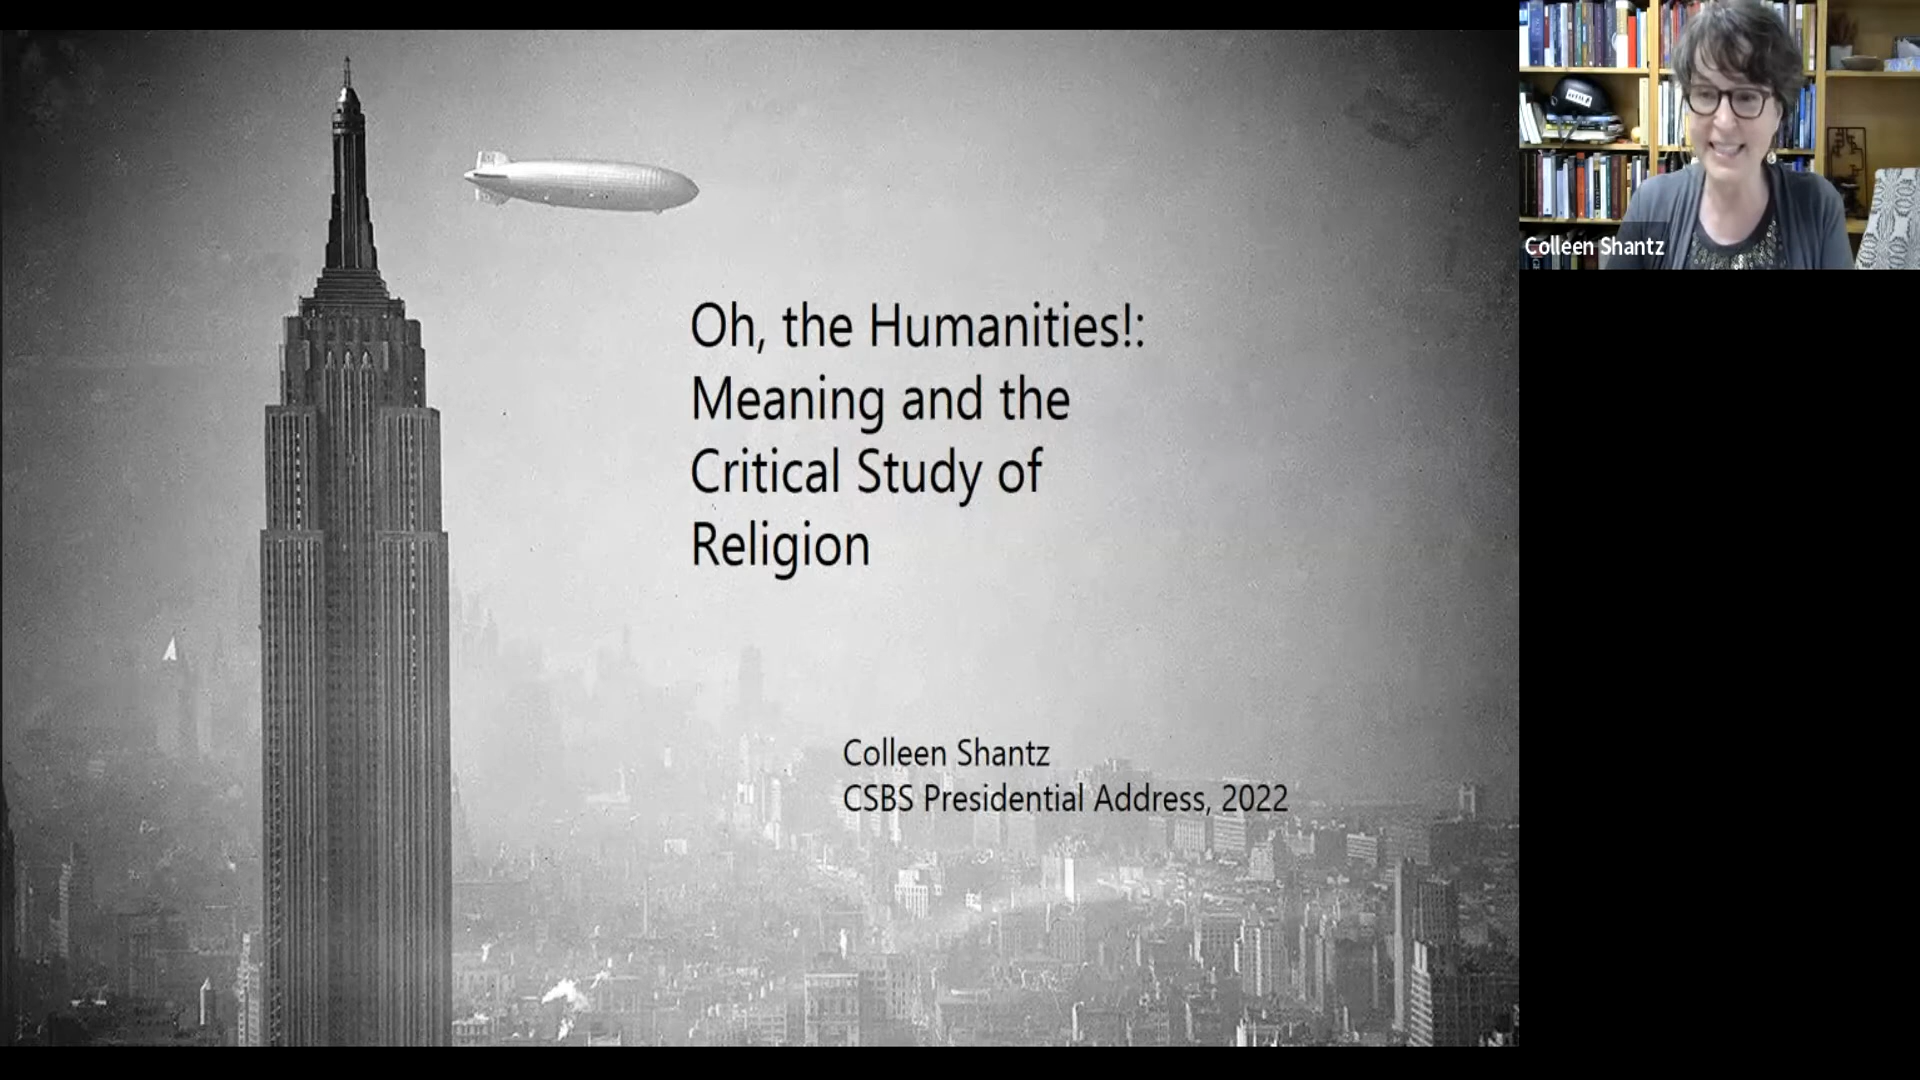 Oh, the Humanities!:
Meaning and the
Critical Study of
Religion
Colleen Shantz
CSBS Presidential Address, 2022
Colleen Shantz